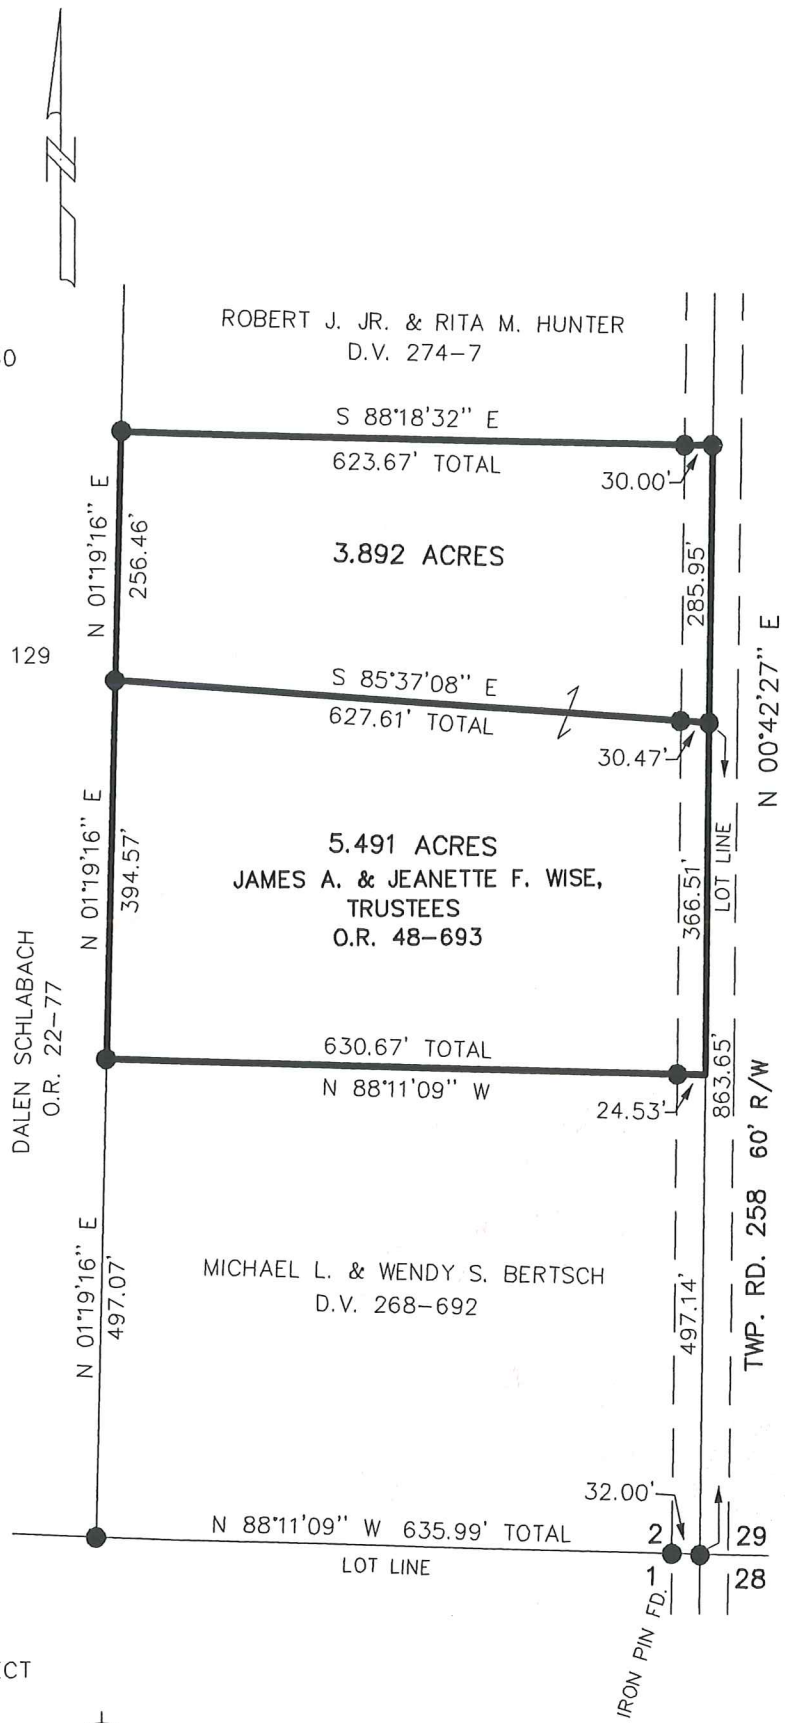 N
ROBERT J. JR. & RITA M. HUNTER
D.V. 274-7
S 88°18'32" E
623.67' TOTAL
30.00'
N 01°19'16" E
256.46'
3.892 ACRES
285.95'
129
S 85°37'08" E
627.61' TOTAL
30.47'
N 00°42'27" E
LOT LINE
N 01°19'16" E
394.57'
5.491 ACRES
JAMES A. & JEANETTE F. WISE,
TRUSTEES
O.R. 48-693
366.51'
DALEN SCHLABACH
O.R. 22-77
630.67' TOTAL
N 88°11'09" W
24.53'
863.65'
TWP. RD. 258 60' R/W
N 01°19'16" E
497.07'
MICHAEL L. & WENDY S. BERTSCH
D.V. 268-692
497.14'
32.00'
N 88°11'09" W 635.99' TOTAL
LOT LINE
2 29
1 28
IRON PIN FD.